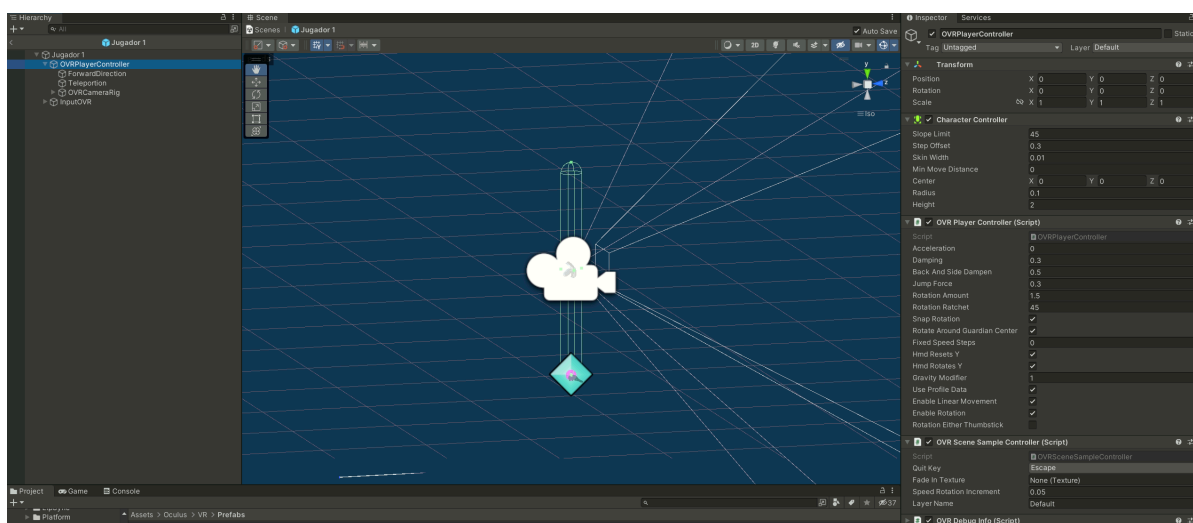 Hierarchy
All
Jugador 1
Jugador 1
OVRPlayerController
ForwardDirection
Teleportion
OVRCameraRig
InputOVR
Scene
Scenes
Jugador 1
Auto Save
2D
y
z
Iso
Inspector
Services
OVRPlayerController
Static
Tag Untagged
Layer Default
Transform
Position X 0 Y 0 Z 0
Rotation X 0 Y 0 Z 0
Scale X 1 Y 1 Z 1
Character Controller
Slope Limit 45
Step Offset 0.3
Skin Width 0.01
Min Move Distance 0
Center X 0 Y 0 Z 0
Radius 0.1
Height 2
OVR Player Controller (Script)
Script OVRPlayerController
Acceleration 0
Damping 0.3
Back And Side Dampen 0.5
Jump Force 0.3
Rotation Amount 1.5
Rotation Ratchet 45
Snap Rotation
Rotate Around Guardian Center
Fixed Speed Steps 0
Hmd Resets Y
Hmd Rotates Y
Gravity Modifier 1
Use Profile Data
Enable Linear Movement
Enable Rotation
Rotation Either Thumbstick
OVR Scene Sample Controller (Script)
Script OVRSceneSampleController
Quit Key Escape
Fade In Texture None (Texture)
Speed Rotation Increment 0.05
Layer Name Default
OVR Debug Info (Script)
Project
Game
Console
37
Platform
Assets > Oculus > VR > Prefabs